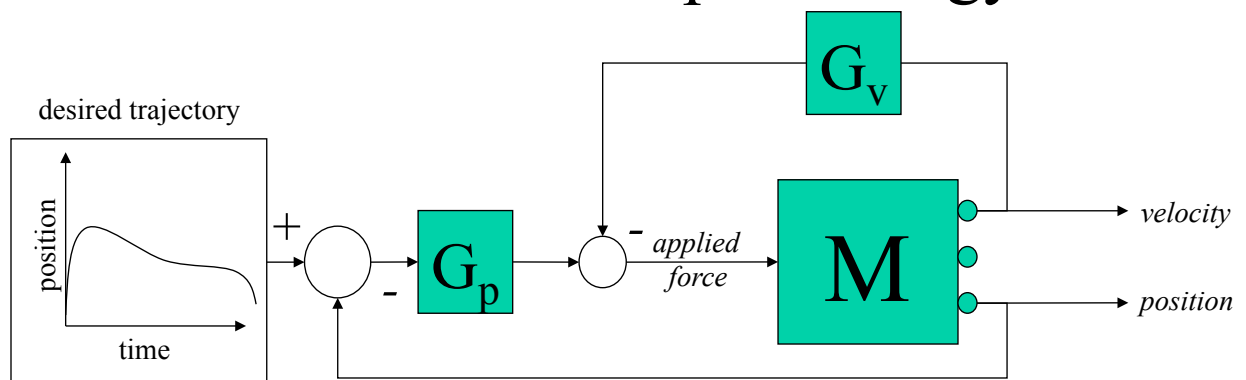 desired trajectory
position
time
+
-
G_p
-
applied
force
G_v
M
velocity
position